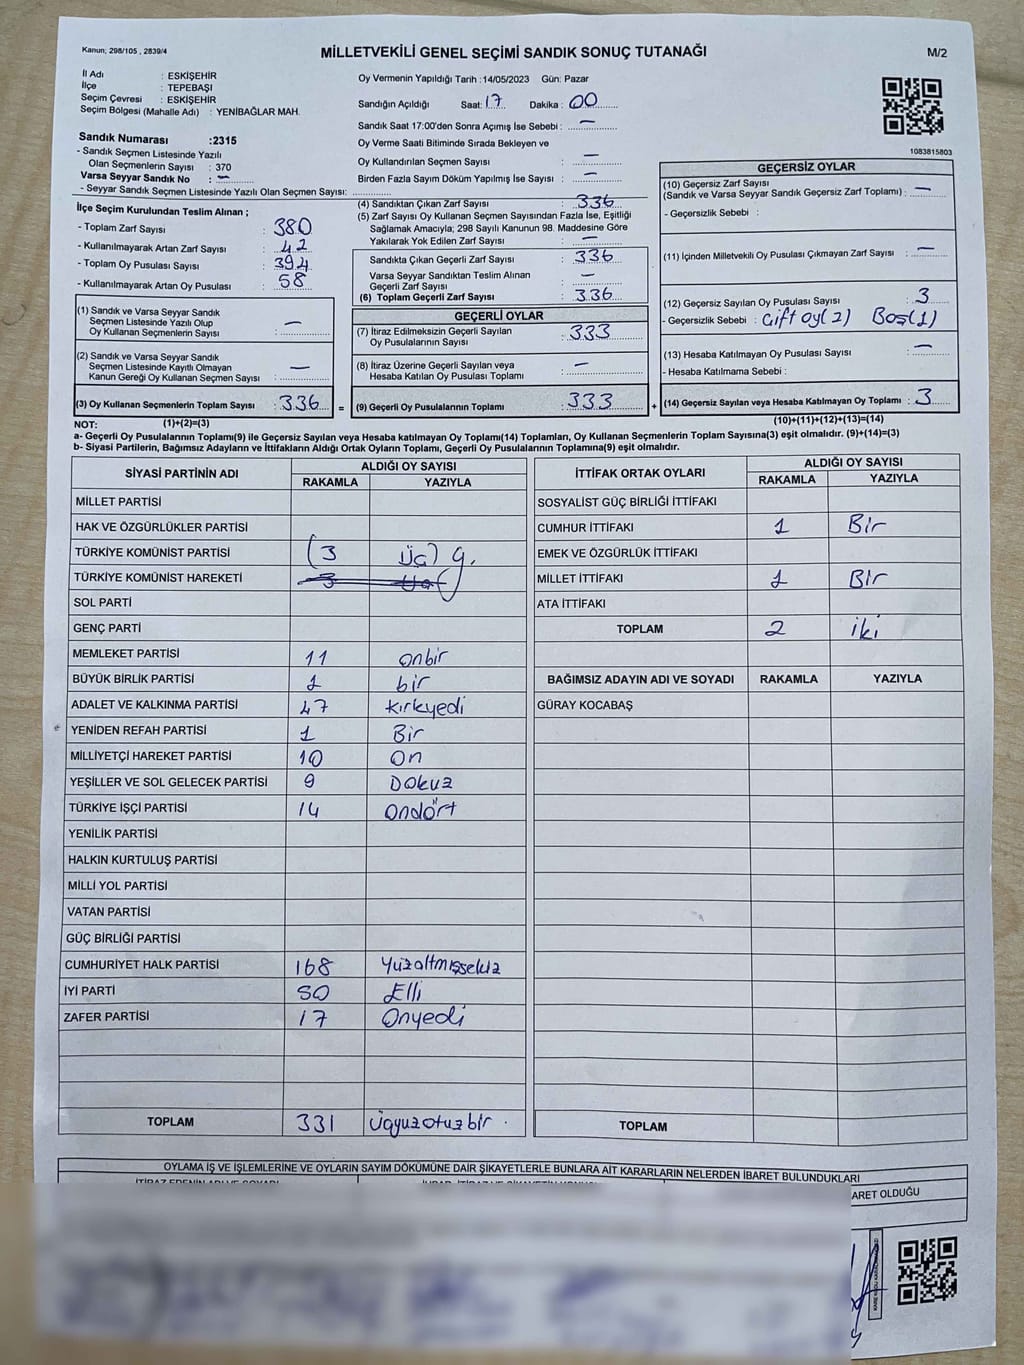 Kanun; 298/105 , 2839/4
MİLLETVEKİLİ GENEL SEÇİMİ SANDIK SONUÇ TUTANAĞI
M/2
İl Adı : ESKİŞEHİR
İlçe : TEPEBAŞI
Seçim Çevresi : ESKİŞEHİR
Seçim Bölgesi (Mahalle Adı) : YENİBAĞLAR MAH.
Sandık Numarası :2315
- Sandık Seçmen Listesinde Yazılı
Olan Seçmenlerin Sayısı : 370
Varsa Seyyar Sandık No : —
- Seyyar Sandık Seçmen Listesinde Yazılı Olan Seçmen Sayısı:
Oy Vermenin Yapıldığı Tarih :14/05/2023 Gün: Pazar
Sandığın Açıldığı Saat: 17 Dakika : 00
Sandık Saat 17:00'den Sonra Açımış İse Sebebi : —
Oy Verme Saati Bitiminde Sırada Bekleyen ve
Oy Kullandırılan Seçmen Sayısı : —
Birden Fazla Sayım Döküm Yapılmış İse Sayısı : —
1083815803
İlçe Seçim Kurulundan Teslim Alınan ;
- Toplam Zarf Sayısı : 380
- Kullanılmayarak Artan Zarf Sayısı : 42
- Toplam Oy Pusulası Sayısı : 394
- Kullanılmayarak Artan Oy Pusulası : 58
(1) Sandık ve Varsa Seyyar Sandık
Seçmen Listesinde Yazılı Olup
Oy Kullanan Seçmenlerin Sayısı : —
(2) Sandık ve Varsa Seyyar Sandık
Seçmen Listesinde Kayıtlı Olmayan
Kanun Gereği Oy Kullanan Seçmen Sayısı : —
(3) Oy Kullanan Seçmenlerin Toplam Sayısı : 336 =
(4) Sandıktan Çıkan Zarf Sayısı : 336
(5) Zarf Sayısı Oy Kullanan Seçmen Sayısından Fazla İse, Eşitliği
Sağlamak Amacıyla; 298 Sayılı Kanunun 98. Maddesine Göre
Yakılarak Yok Edilen Zarf Sayısı : —
Sandıkta Çıkan Geçerli Zarf Sayısı : 336
Varsa Seyyar Sandıktan Teslim Alınan
Geçerli Zarf Sayısı : —
(6) Toplam Geçerli Zarf Sayısı : 336
GEÇERLİ OYLAR
(7) İtiraz Edilmeksizin Geçerli Sayılan
Oy Pusulalarının Sayısı : 333
(8) İtiraz Üzerine Geçerli Sayılan veya
Hesaba Katılan Oy Pusulası Toplamı : —
(9) Geçerli Oy Pusulalarının Toplamı : 333 +
GEÇERSİZ OYLAR
(10) Geçersiz Zarf Sayısı
(Sandık ve Varsa Seyyar Sandık Geçersiz Zarf Toplamı) : —
- Geçersizlik Sebebi :
(11) İçinden Milletvekili Oy Pusulası Çıkmayan Zarf Sayısı : —
(12) Geçersiz Sayılan Oy Pusulası Sayısı : 3
- Geçersizlik Sebebi : Çift oy(2) Boş(1)
(13) Hesaba Katılmayan Oy Pusulası Sayısı : —
- Hesaba Katılmama Sebebi :
(14) Geçersiz Sayılan veya Hesaba Katılmayan Oy Toplamı : 3
NOT: (1)+(2)=(3)
(10)+(11)+(12)+(13)=(14)
a- Geçerli Oy Pusulalarının Toplamı(9) ile Geçersiz Sayılan veya Hesaba katılmayan Oy Toplamı(14) Toplamları, Oy Kullanan Seçmenlerin Toplam Sayısına(3) eşit olmalıdır. (9)+(14)=(3)
b- Siyasi Partilerin, Bağımsız Adayların ve İttifakların Aldığı Ortak Oyların Toplamı, Geçerli Oy Pusulalarının Toplamına(9) eşit olmalıdır.
SİYASİ PARTİNİN ADI ALDIĞI OY SAYISI
RAKAMLA YAZIYLA
MİLLET PARTİSİ
HAK VE ÖZGÜRLÜKLER PARTİSİ
TÜRKİYE KOMÜNİST PARTİSİ (3 Üç) g.
TÜRKİYE KOMÜNİST HAREKETİ 3
SOL PARTİ
GENÇ PARTİ
MEMLEKET PARTİSİ 11 onbir
BÜYÜK BİRLİK PARTİSİ 1 bir
ADALET VE KALKINMA PARTİSİ 47 kırkyedi
YENİDEN REFAH PARTİSİ 1 Bir
MİLLİYETÇİ HAREKET PARTİSİ 10 On
YEŞİLLER VE SOL GELECEK PARTİSİ 9 Dokuz
TÜRKİYE İŞÇİ PARTİSİ 14 Ondört
YENİLİK PARTİSİ
HALKIN KURTULUŞ PARTİSİ
MİLLİ YOL PARTİSİ
VATAN PARTİSİ
GÜÇ BİRLİĞİ PARTİSİ
CUMHURİYET HALK PARTİSİ 168 Yüzaltmışsekiz
İYİ PARTİ 50 Elli
ZAFER PARTİSİ 17 Onyedi
TOPLAM 331 Üçyüzotuzbir
İTTİFAK ORTAK OYLARI ALDIĞI OY SAYISI
RAKAMLA YAZIYLA
SOSYALİST GÜÇ BİRLİĞİ İTTİFAKI
CUMHUR İTTİFAKI 1 Bir
EMEK VE ÖZGÜRLÜK İTTİFAKI
MİLLET İTTİFAKI 1 Bir
ATA İTTİFAKI
TOPLAM 2 iki
BAĞIMSIZ ADAYIN ADI VE SOYADI RAKAMLA YAZIYLA
GÜRAY KOCABAŞ
TOPLAM
OYLAMA İŞ VE İŞLEMLERİNE VE OYLARIN SAYIM DÖKÜMÜNE DAİR ŞİKAYETLERLE BUNLARA AİT KARARLARIN NELERDEN İBARET BULUNDUKLARI
ARET OLDUĞU